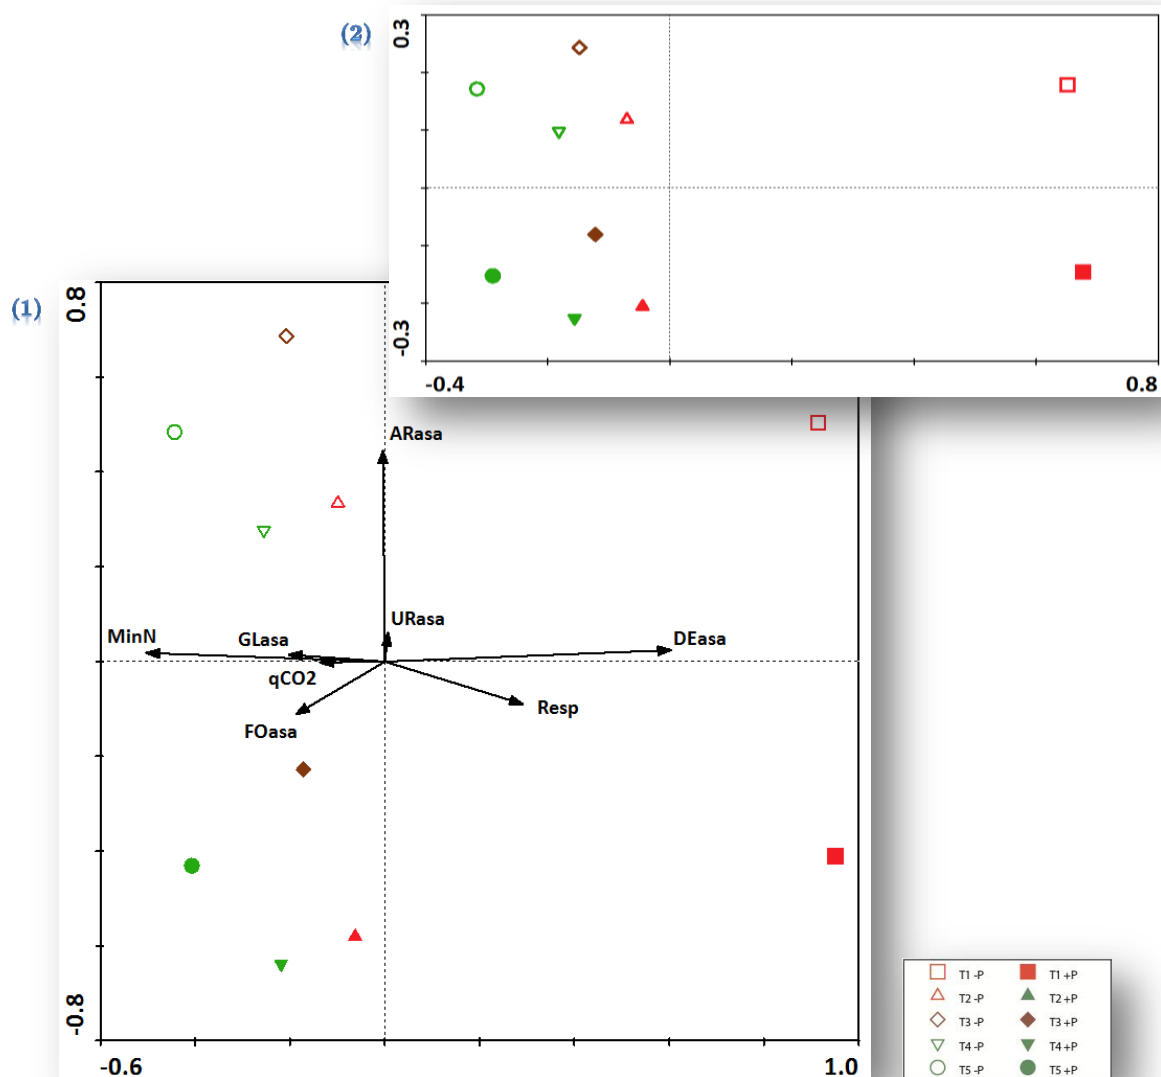 (2)
0.3
-0.3
-0.4
0.8
(1)
0.8
ARasa
URasa
MinN
GLasa
DEasa
qCO2
Resp
FOasa
-0.8
-0.6
1.0
T1 -P
T1 +P
T2 -P
T2 +P
T3 -P
T3 +P
T4 -P
T4 +P
T5 -P
T5 +P